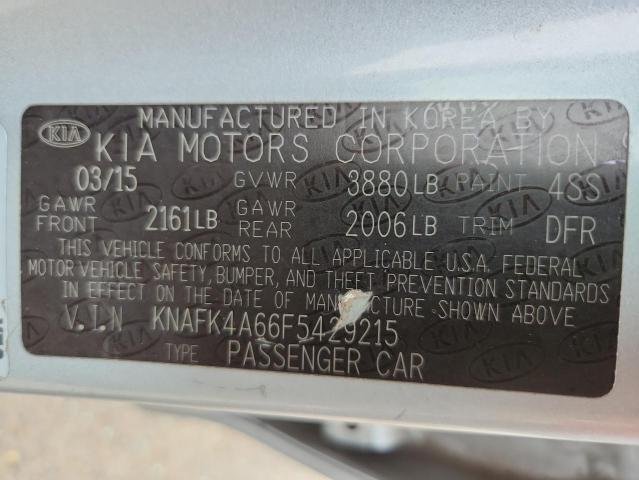 MANUFACTURED IN KOREA BY
KIA KIA MOTORS CORPORATION
03/15 GVWR 3880LB PAINT 4SS
GAWR FRONT 2161LB GAWR REAR 2006LB TRIM DFR
THIS VEHICLE CONFORMS TO ALL APPLICABLE U.S.A. FEDERAL
MOTOR VEHICLE SAFETY, BUMPER, AND THEFT PREVENTION STANDARDS
IN EFFECT ON THE DATE OF MANUFACTURE SHOWN ABOVE
V.I.N KNAFK4A66F5429215
TYPE PASSENGER CAR